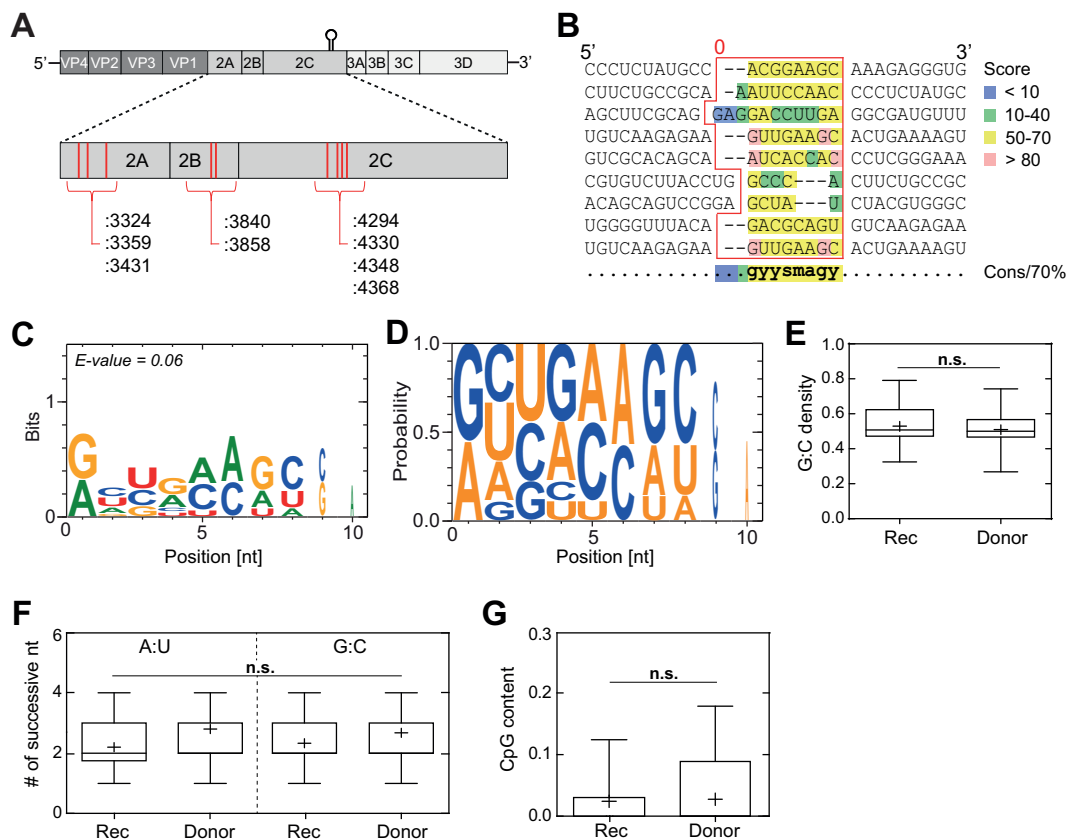 A
5’ VP4 VP2 VP3 VP1 2A 2B 2C 3A 3B 3C 3D 3’
2A 2B 2C
:3324
:3359
:3431
:3840
:3858
:4294
:4330
:4348
:4368
B
0
5’ 3’
CCCUCUAUGCC --ACGGAAGC AAAGAGGGUG
CUUCUGCCGCA -AAUUCCAAC CCCUCUAUGC
AGCUUCGCAG GAGGACCUUGA GGCGAUGUUU
UGUCAAGAGAA --GUUGAAGC ACUGAAAAGU
GUCGCACAGCA --AUCACCAC CCUCGGGAAA
CGUGUCUUACCUG GCCC---A CUUCUGCCGC
ACAGCAGUCCGGA GCUA---U CUACGUGGGC
UGGGGUUUACA --GACGCAGU GUCAAGAGAA
UGUCAAGAGAA --GUUGAAGC ACUGAAAAGU
gyysmagy Cons/70%
Score
< 10
10-40
50-70
> 80
C
E-value = 0.06
Bits
1
0
0 5 10
Position [nt]
D
Probability
1.0
0.5
0.0
0 5 10
Position [nt]
E
n.s.
G:C density
1.0
0.8
0.6
0.4
0.2
0.0
Rec Donor
F
A:U G:C
n.s.
# of successive nt
6
4
2
0
Rec Donor Rec Donor
G
n.s.
CpG content
0.3
0.2
0.1
0.0
Rec Donor